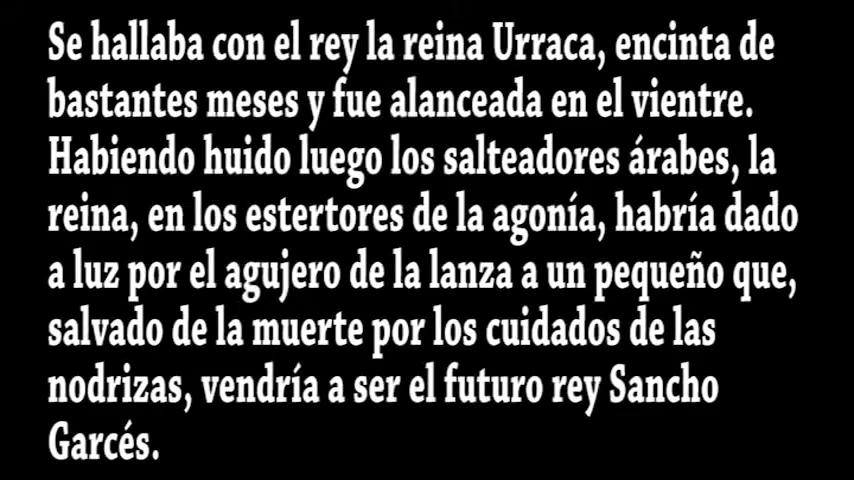 Se hallaba con el rey la reina Urraca, encinta de
bastantes meses y fue alanceada en el vientre.
Habiendo huido luego los salteadores árabes, la
reina, en los estertores de la agonía, habría dado
a luz por el agujero de la lanza a un pequeño que,
salvado de la muerte por los cuidados de las
nodrizas, vendría a ser el futuro rey Sancho
Garcés.